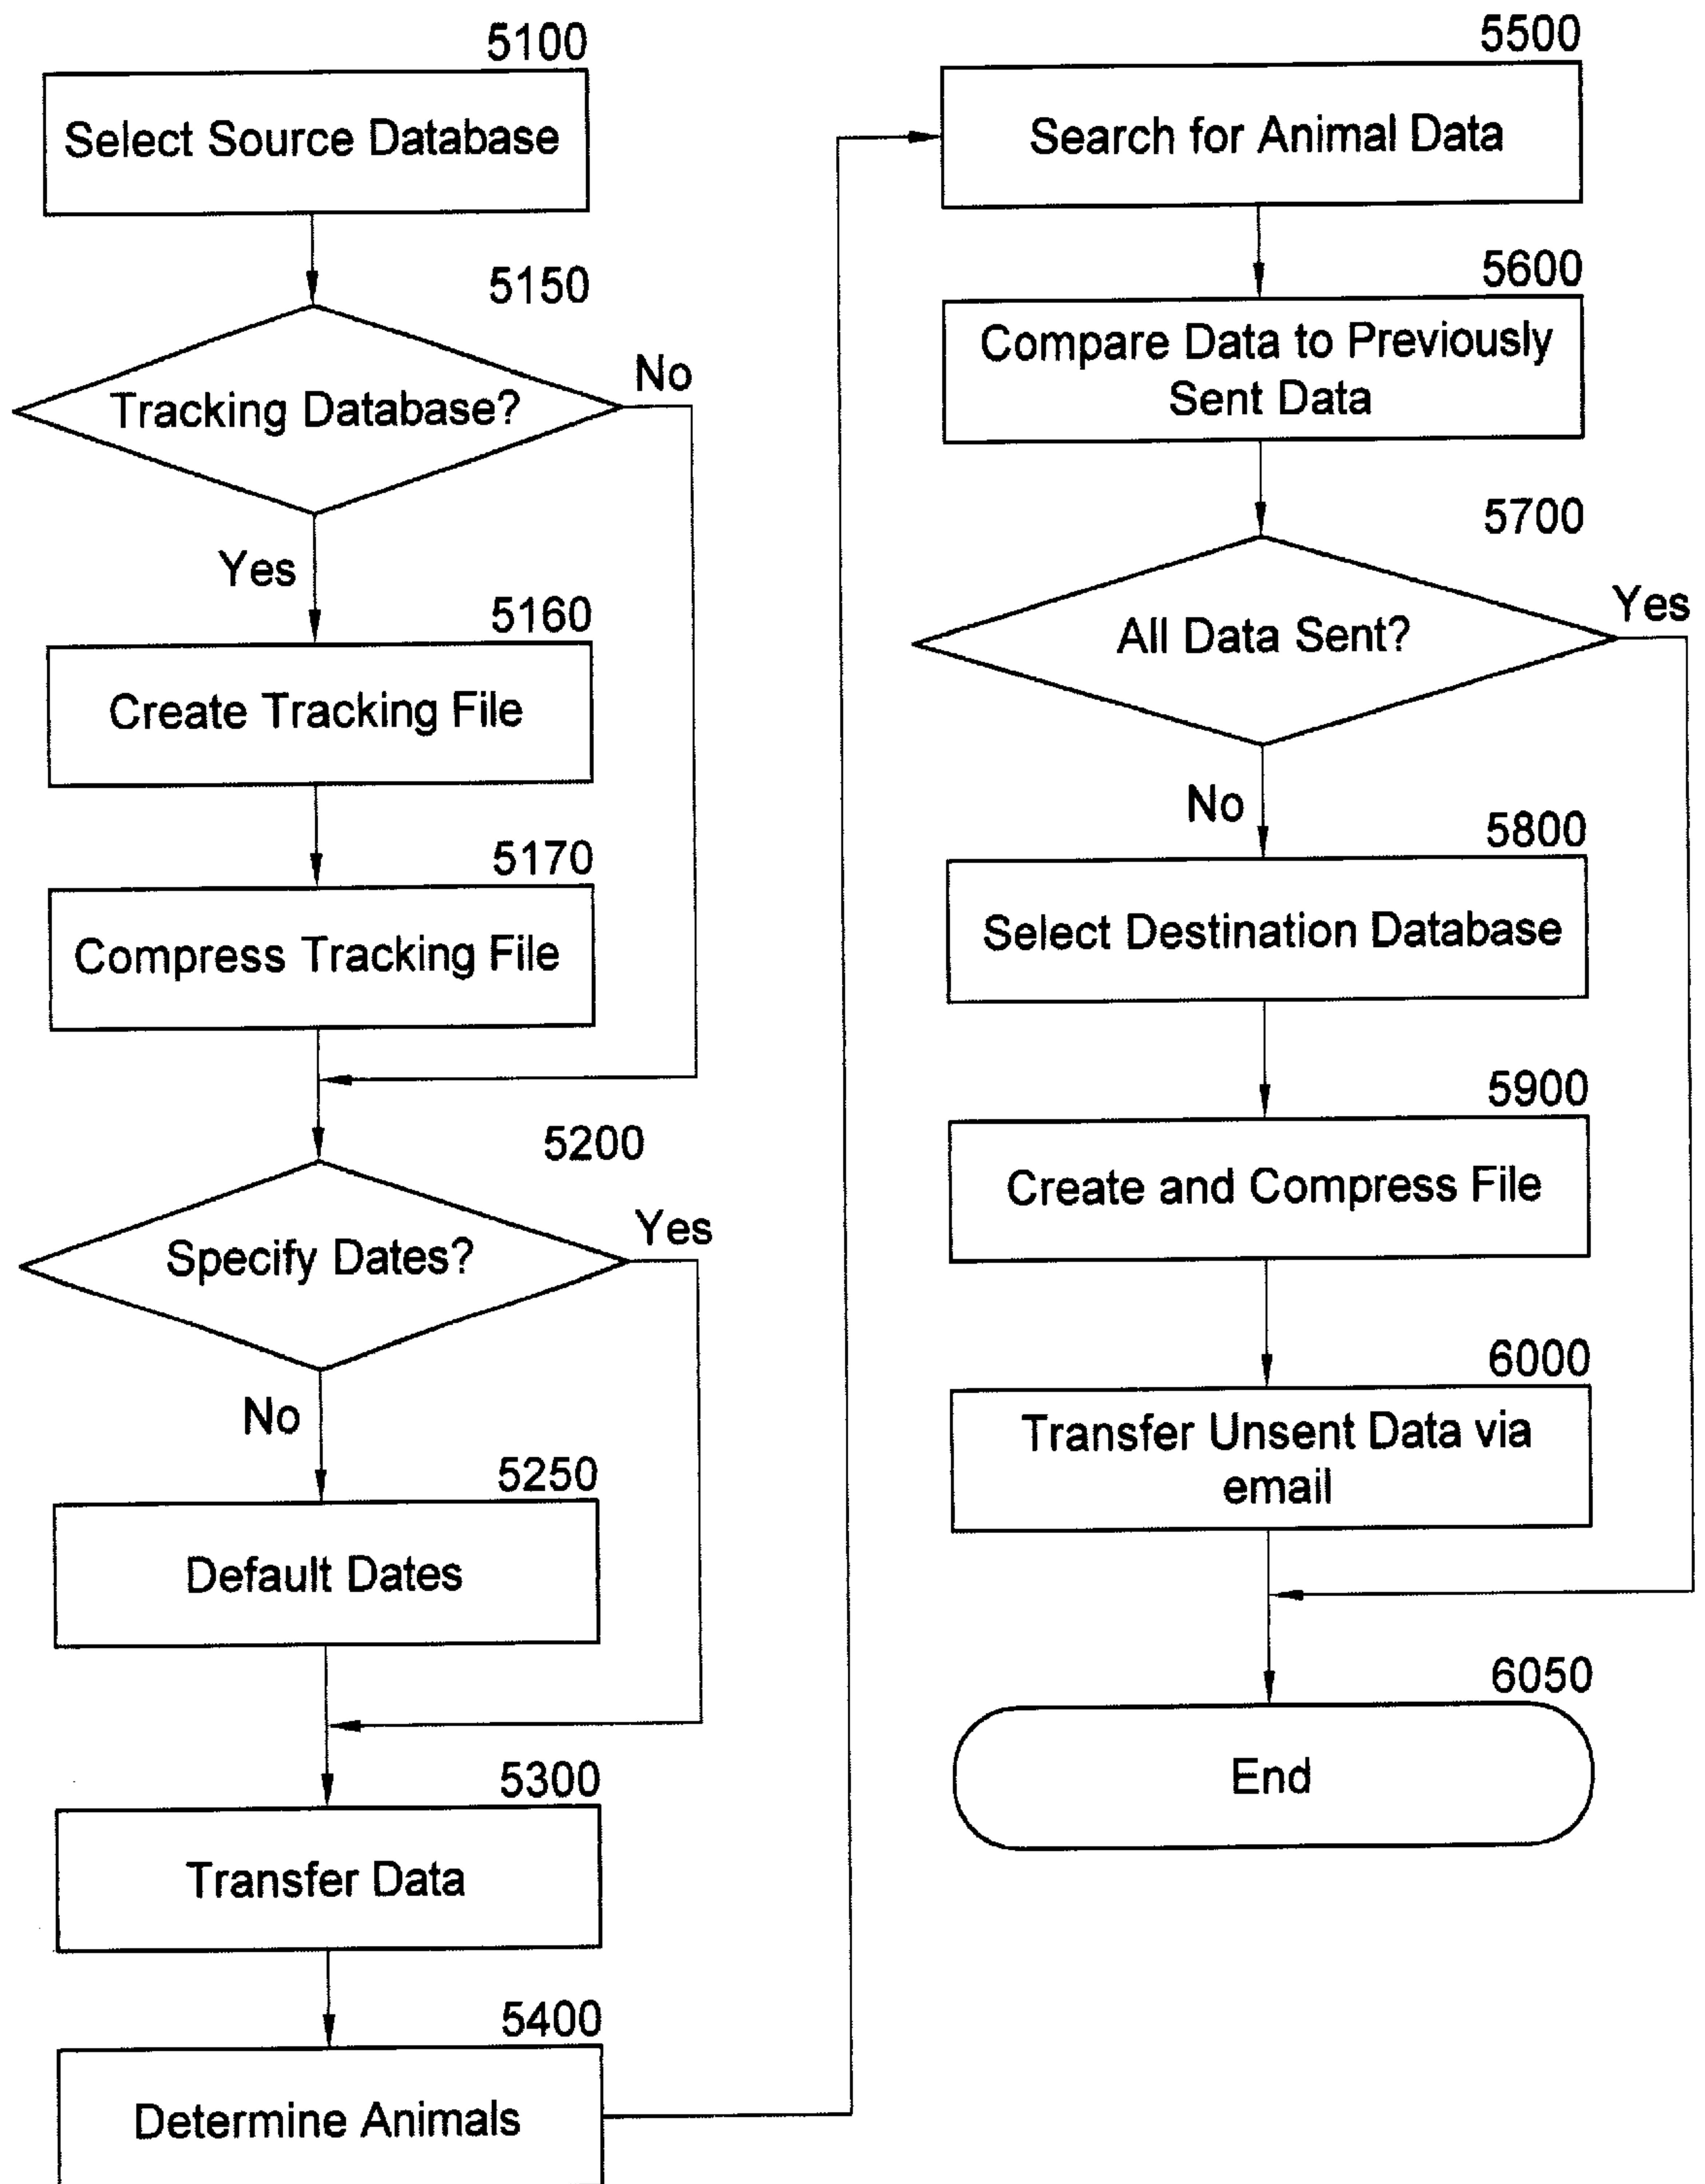 5100
Select Source Database
5150
Tracking Database?
No
Yes
5160
Create Tracking File
5170
Compress Tracking File
5200
Specify Dates?
Yes
No
5250
Default Dates
5300
Transfer Data
5400
Determine Animals
5500
Search for Animal Data
5600
Compare Data to Previously
Sent Data
5700
All Data Sent?
Yes
No
5800
Select Destination Database
5900
Create and Compress File
6000
Transfer Unsent Data via
email
6050
End